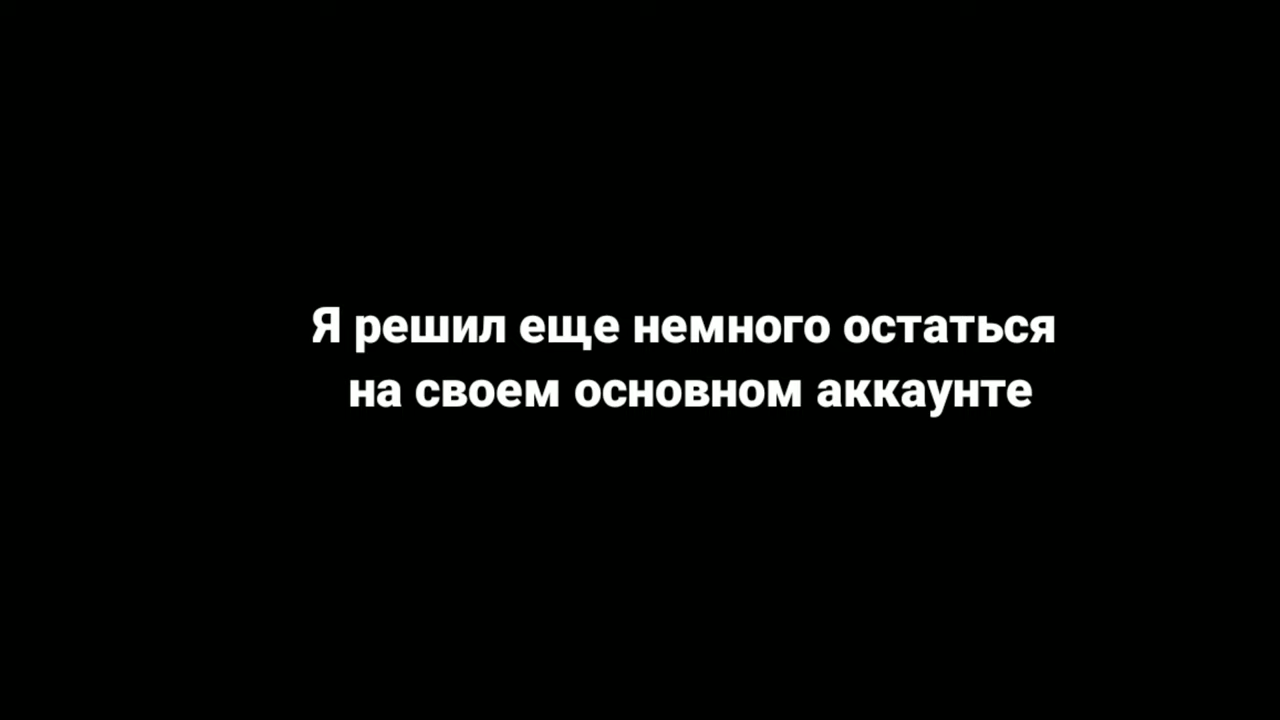 Я решил еще немного остаться
на своем основном аккаунте